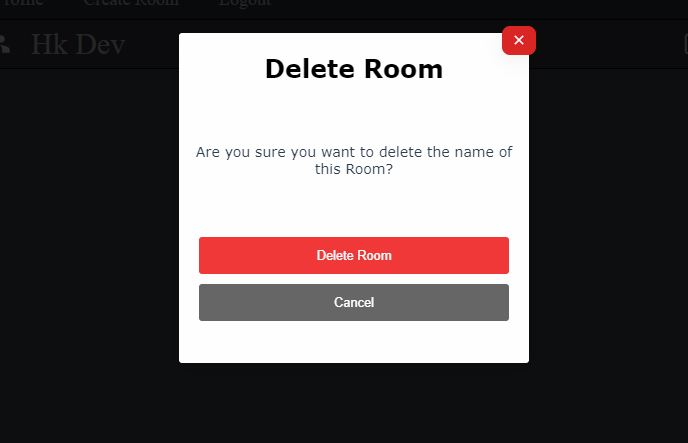 Create Room Logout
Hk Dev
Delete Room
Are you sure you want to delete the name of
this Room?
Delete Room
Cancel